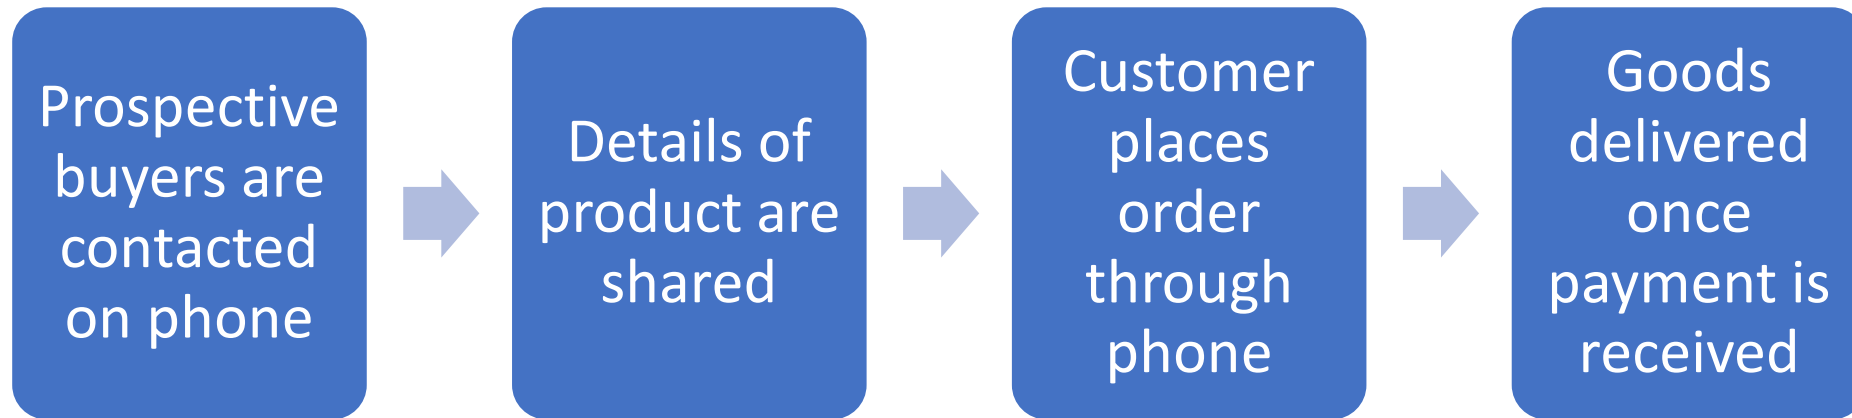 Prospective
buyers are
contacted
on phone
Details of
product are
shared
Customer
places
order
through
phone
Goods
delivered
once
payment is
received